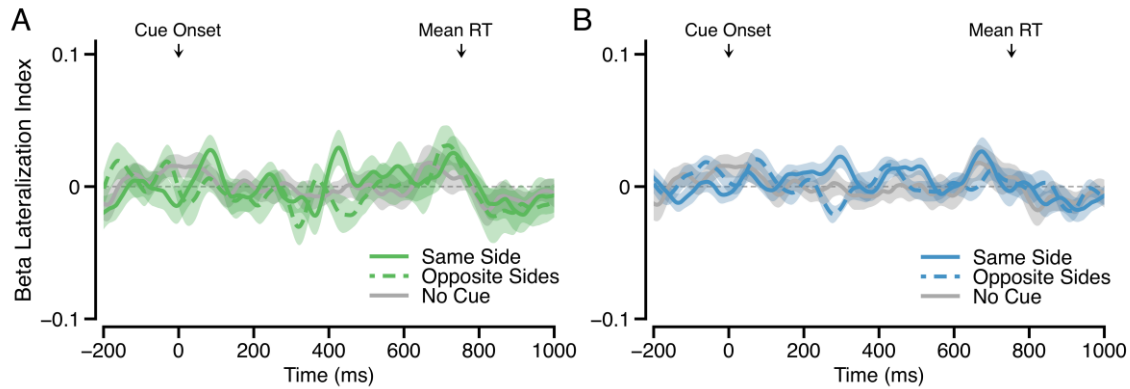 A
Cue Onset
Mean RT
0.1
0
−0.1
Beta Lateralization Index
Same Side
Opposite Sides
No Cue
−200 0 200 400 600 800 1000
Time (ms)
B
Cue Onset
Mean RT
0.1
0
−0.1
Same Side
Opposite Sides
No Cue
−200 0 200 400 600 800 1000
Time (ms)